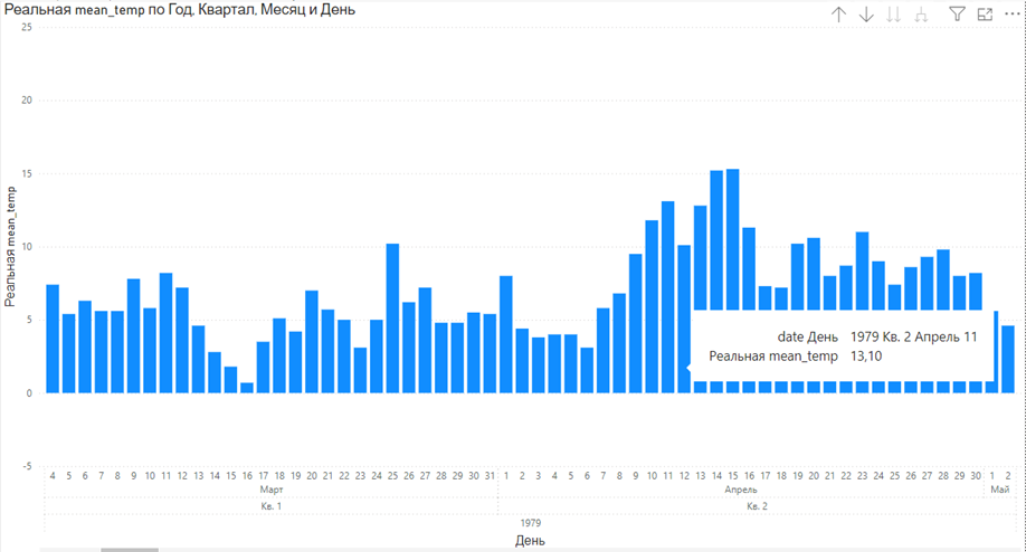 Реальная mean_temp по Год, Квартал, Месяц и День
25
20
15
10
5
0
-5
Реальная mean_temp
date День 1979 Кв. 2 Апрель 11
Реальная mean_temp 13,10
4 5 6 7 8 9 10 11 12 13 14 15 16 17 18 19 20 21 22 23 24 25 26 27 28 29 30 31 1 2 3 4 5 6 7 8 9 10 11 12 13 14 15 16 17 18 19 20 21 22 23 24 25 26 27 28 29 30 1 2
Март Апрель Май
Кв. 1 Кв. 2
1979
День